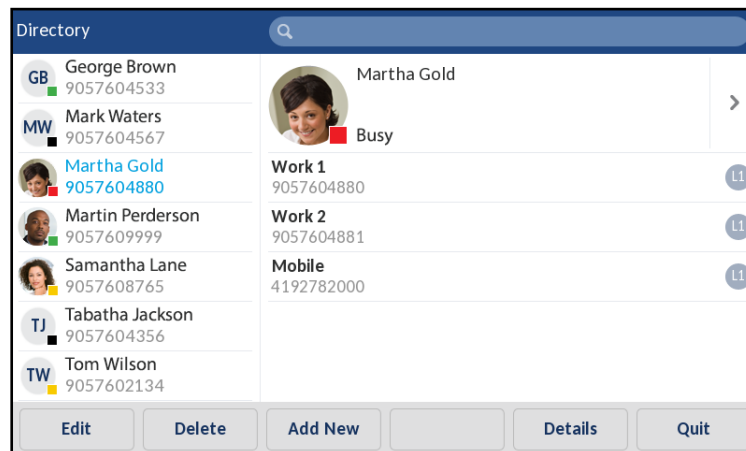 Directory
GB
George Brown
9057604533
MW
Mark Waters
9057604567
Martha Gold
9057604880
Martin Perderson
9057609999
Samantha Lane
9057608765
TJ
Tabatha Jackson
9057604356
TW
Tom Wilson
9057602134
Martha Gold
Busy
Work 1
9057604880
L1
Work 2
9057604881
L1
Mobile
4192782000
L1
Edit
Delete
Add New
Details
Quit